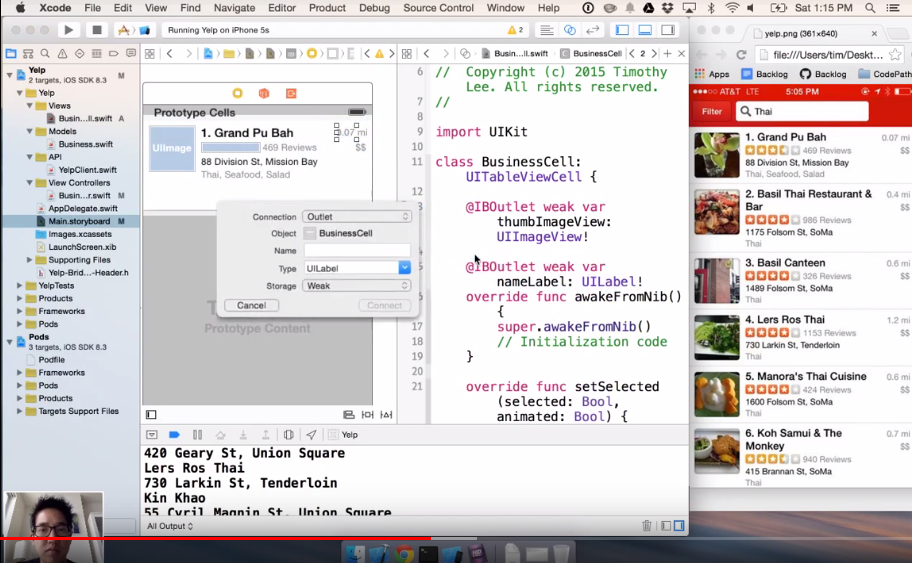 Xcode File Edit View Find Navigate Editor Product Debug Source Control Window Help
Sat 1:15 PM
Running Yelp on iPhone 5s
2
Yelp
2 targets, iOS SDK 8.3
M
Yelp
Views
Busin...ll.swift A
Models
Business.swift
API
YelpClient.swift
View Controllers
Busin...r.swift M
AppDelegate.swift
Main.storyboard M
Images.xcassets
LaunchScreen.xib
Yelp-Brid...-Header.h
YelpTests
Products
Frameworks
Pods
Pods
3 targets, iOS SDK 8.3
Podfile
Frameworks
Pods
Products
Targets Support Files
Prototype Cells
UIImage
1. Grand Pu Bah
0.07 mi
469 Reviews
$$
88 Division St, Mission Bay
Thai, Seafood, Salad
Connection Outlet
Object BusinessCell
Name
Type UILabel
Storage Weak
Cancel
Connect
Prototype Content
Busin...ll.swift
BusinessCell
2
6 // Copyright (c) 2015 Timothy
Lee. All rights reserved.
7 //
8
9 import UIKit
10
11 class BusinessCell:
UITableViewCell {
12
@IBOutlet weak var
thumbImageView:
UIImageView!
@IBOutlet weak var
nameLabel: UILabel!
override func awakeFromNib()
{
17 super.awakeFromNib()
18 // Initialization code
19 }
20
21 override func setSelected
(selected: Bool,
animated: Bool) {
Yelp
420 Geary St, Union Square
Lers Ros Thai
730 Larkin St, Tenderloin
Kin Khao
55 Cyril Magnin St, Union Square
All Output
yelp.png (361×640)
file:///Users/tim/Deskt...
Apps Backlog Backlog CodePath
AT&T LTE 5:05 PM
Filter
Thai
1. Grand Pu Bah
0.07 mi
469 Reviews
$$
88 Division St, Mission Bay
Thai, Seafood, Salad
2. Basil Thai Restaurant &
Bar
0.4 mi
986 Reviews
$$
1175 Folsom St, SoMa
Thai
3. Basil Canteen
0.6 mi
326 Reviews
$$
1489 Folsom St, SoMa
Thai
4. Lers Ros Thai
1.2 mi
1153 Reviews
$$
730 Larkin St, Tenderloin
Thai
5. Manora's Thai Cuisine
0.6 mi
424 Reviews
$$
1600 Folsom St, SoMa
Thai
6. Koh Samui & The
Monkey
0.7 mi
940 Reviews
$$
415 Brannan St, SoMa
Thai